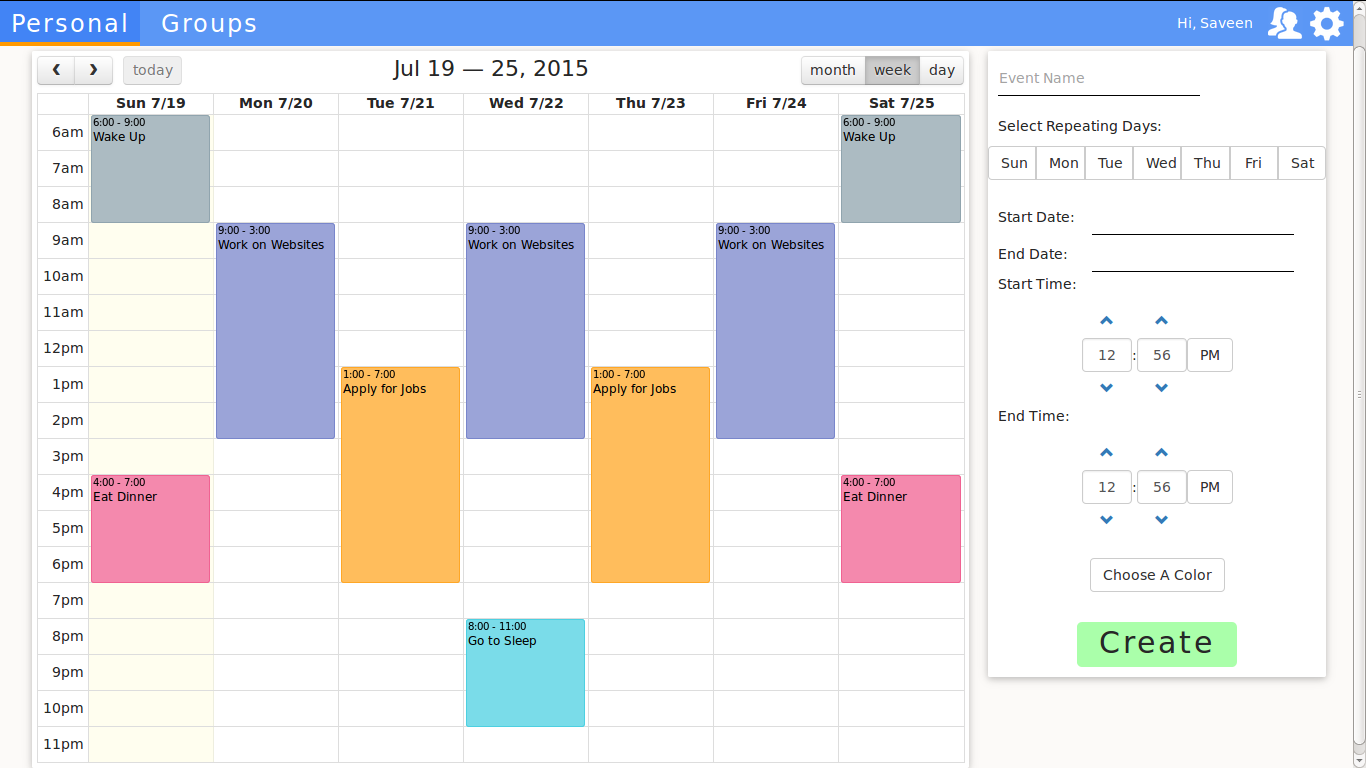 Personal Groups Hi, Saveen
today Jul 19 — 25, 2015 month week day
Sun 7/19 Mon 7/20 Tue 7/21 Wed 7/22 Thu 7/23 Fri 7/24 Sat 7/25
6am
7am
8am
9am
10am
11am
12pm
1pm
2pm
3pm
4pm
5pm
6pm
7pm
8pm
9pm
10pm
11pm
6:00 - 9:00
Wake Up
4:00 - 7:00
Eat Dinner
9:00 - 3:00
Work on Websites
1:00 - 7:00
Apply for Jobs
9:00 - 3:00
Work on Websites
8:00 - 11:00
Go to Sleep
1:00 - 7:00
Apply for Jobs
9:00 - 3:00
Work on Websites
6:00 - 9:00
Wake Up
4:00 - 7:00
Eat Dinner
Event Name
Select Repeating Days:
Sun Mon Tue Wed Thu Fri Sat
Start Date:
End Date:
Start Time:
12 : 56 PM
End Time:
12 : 56 PM
Choose A Color
Create